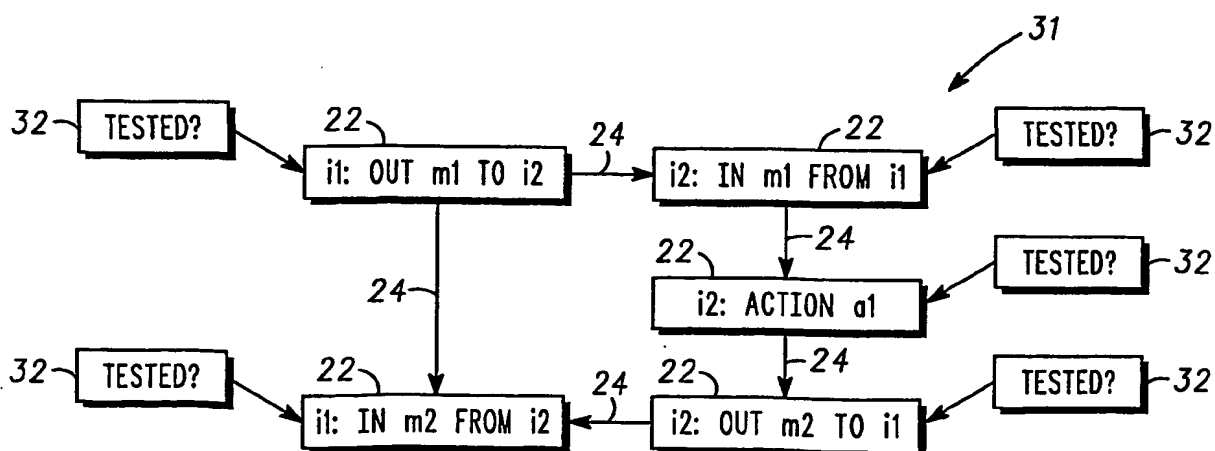 31
32 TESTED? 22 24 22 TESTED? 32
i1: OUT m1 TO i2 i2: IN m1 FROM i1
24 22 24 TESTED? 32
i2: ACTION a1
32 TESTED? 22 24 22 24 TESTED? 32
i1: IN m2 FROM i2 i2: OUT m2 TO i1